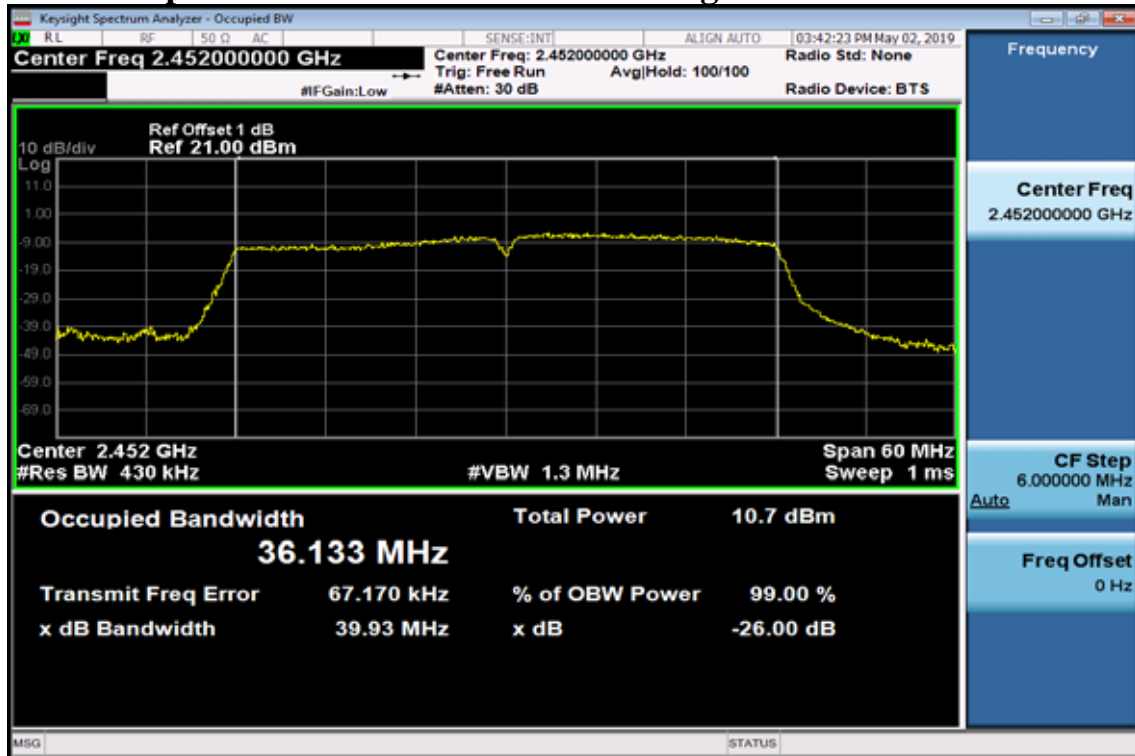 Keysight Spectrum Analyzer - Occupied BW
RL RF 50 Ω AC SENSE:INT ALIGN AUTO 03:42:23 PM May 02, 2019
Center Freq 2.452000000 GHz
Center Freq: 2.452000000 GHz
Radio Std: None
Trig: Free Run Avg|Hold: 100/100
#IFGain:Low
#Atten: 30 dB
Radio Device: BTS
Ref Offset 1 dB
10 dB/div Ref 21.00 dBm
Log
11.0
1.00
-9.00
-19.0
-29.0
-39.0
-49.0
-59.0
-69.0
Center 2.452 GHz Span 60 MHz
#Res BW 430 kHz #VBW 1.3 MHz Sweep 1 ms
Occupied Bandwidth Total Power 10.7 dBm
36.133 MHz
Transmit Freq Error 67.170 kHz % of OBW Power 99.00 %
x dB Bandwidth 39.93 MHz x dB -26.00 dB
MSG STATUS
Frequency
Center Freq
2.452000000 GHz
CF Step
6.000000 MHz
Auto Man
Freq Offset
0 Hz